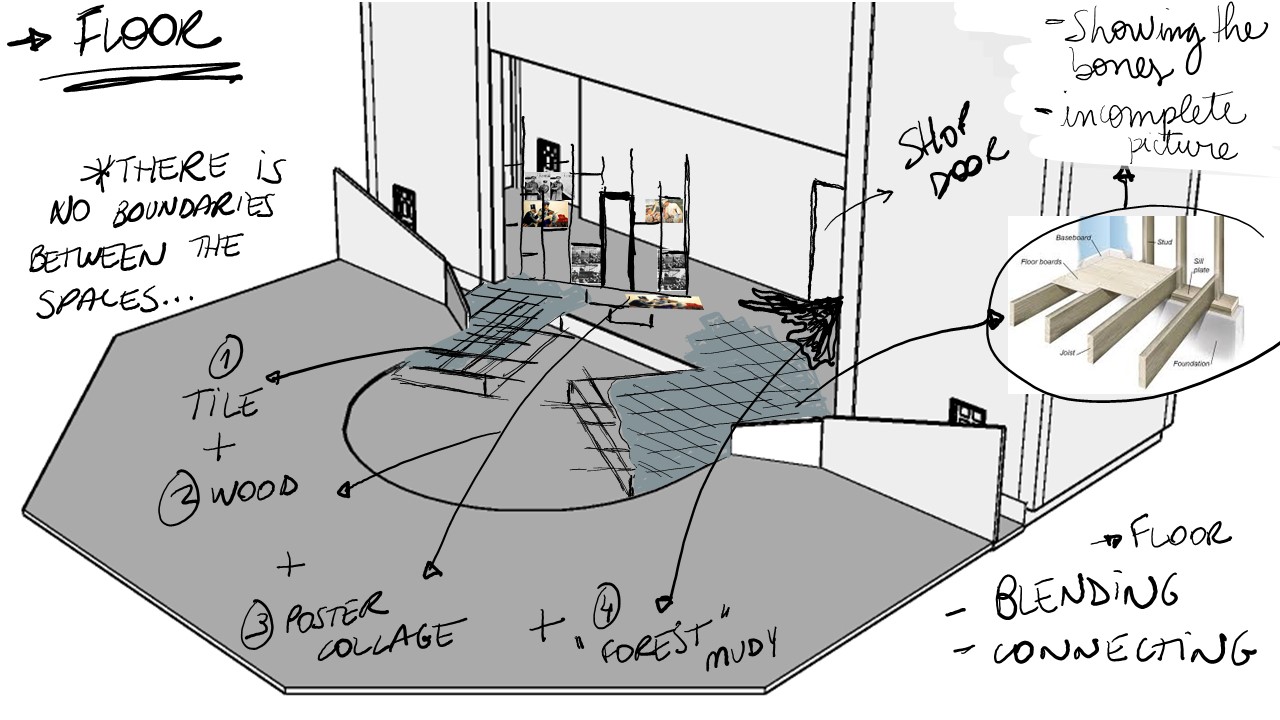 → FLOOR
*THERE iS
NO BOUNDARIES
BETWEEN THE
SPACES...
① 
TiLE
+
② WOOD
+
③ POSTER
COLLAGE
+ ④
"FOREST"
MUDY
SHOP
DOOR
- Showing the
bones
- incomplete
picture
Baseboard
Stud
Floor boards
Sill
plate
Joist
Foundation
→ FLOOR
- BLENDiNG
- CONNECTiNG